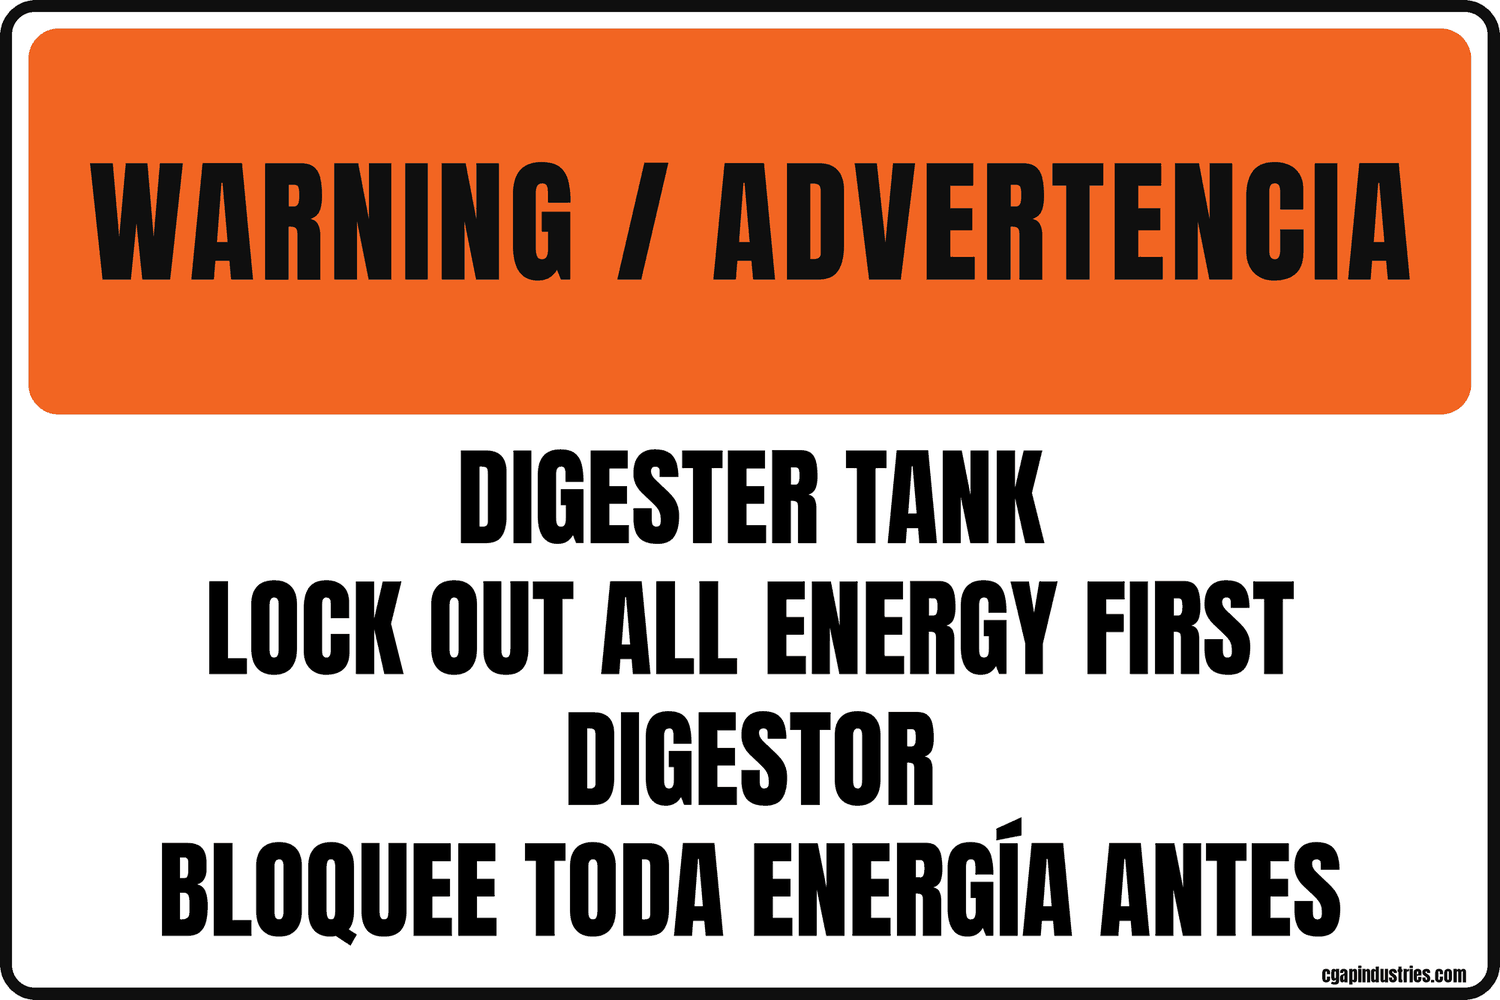 WARNING / ADVERTENCIA
DIGESTER TANK
LOCK OUT ALL ENERGY FIRST
DIGESTOR
BLOQUEE TODA ENERGÍA ANTES
cgapindustries.com